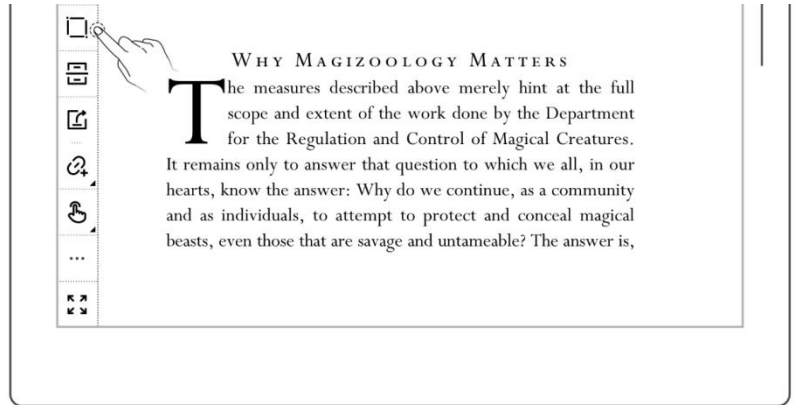 WHY MAGIZOOLOGY MATTERS
The measures described above merely hint at the full
scope and extent of the work done by the Department
for the Regulation and Control of Magical Creatures.
It remains only to answer that question to which we all, in our
hearts, know the answer: Why do we continue, as a community
and as individuals, to attempt to protect and conceal magical
beasts, even those that are savage and untameable? The answer is,